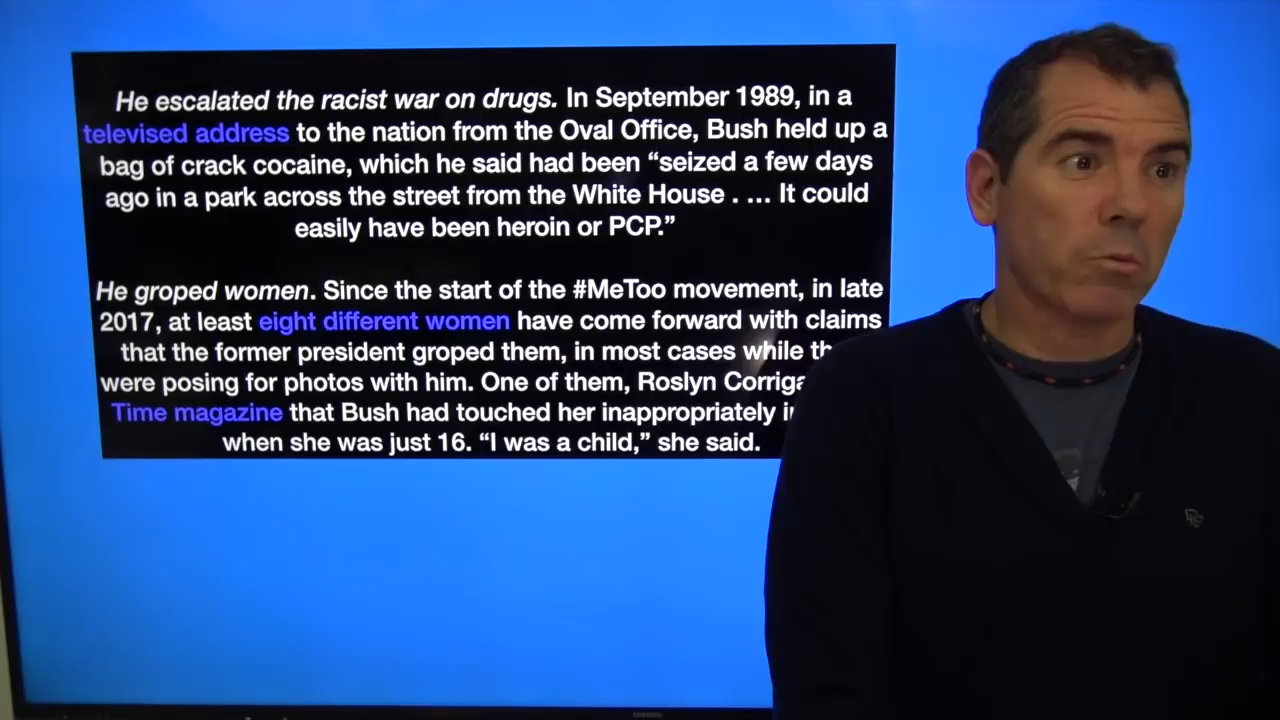 He escalated the racist war on drugs. In September 1989, in a
televised address to the nation from the Oval Office, Bush held up a
bag of crack cocaine, which he said had been “seized a few days
ago in a park across the street from the White House . ... It could
easily have been heroin or PCP.”
He groped women. Since the start of the #MeToo movement, in late
2017, at least eight different women have come forward with claims
that the former president groped them, in most cases while
were posing for photos with him. One of them, Roslyn
Time magazine that Bush had touched her inappropriately
when she was just 16. “I was a child,” she said.